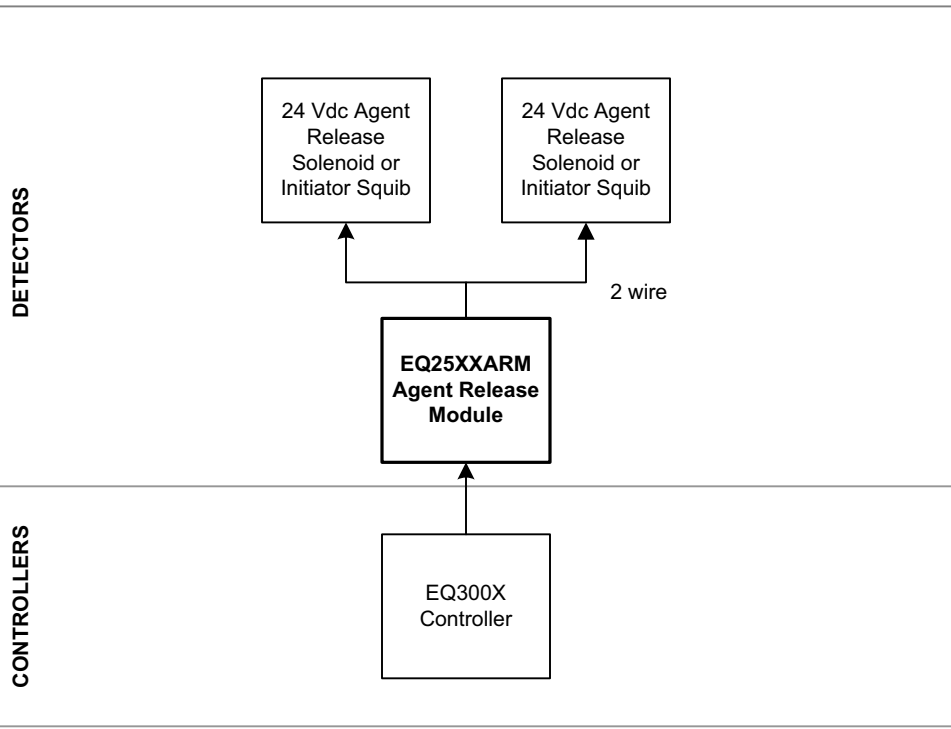 DETECTORS
24 Vdc Agent
Release
Solenoid or
Initiator Squib
24 Vdc Agent
Release
Solenoid or
Initiator Squib
2 wire
EQ25XXARM
Agent Release
Module
CONTROLLERS
EQ300X
Controller